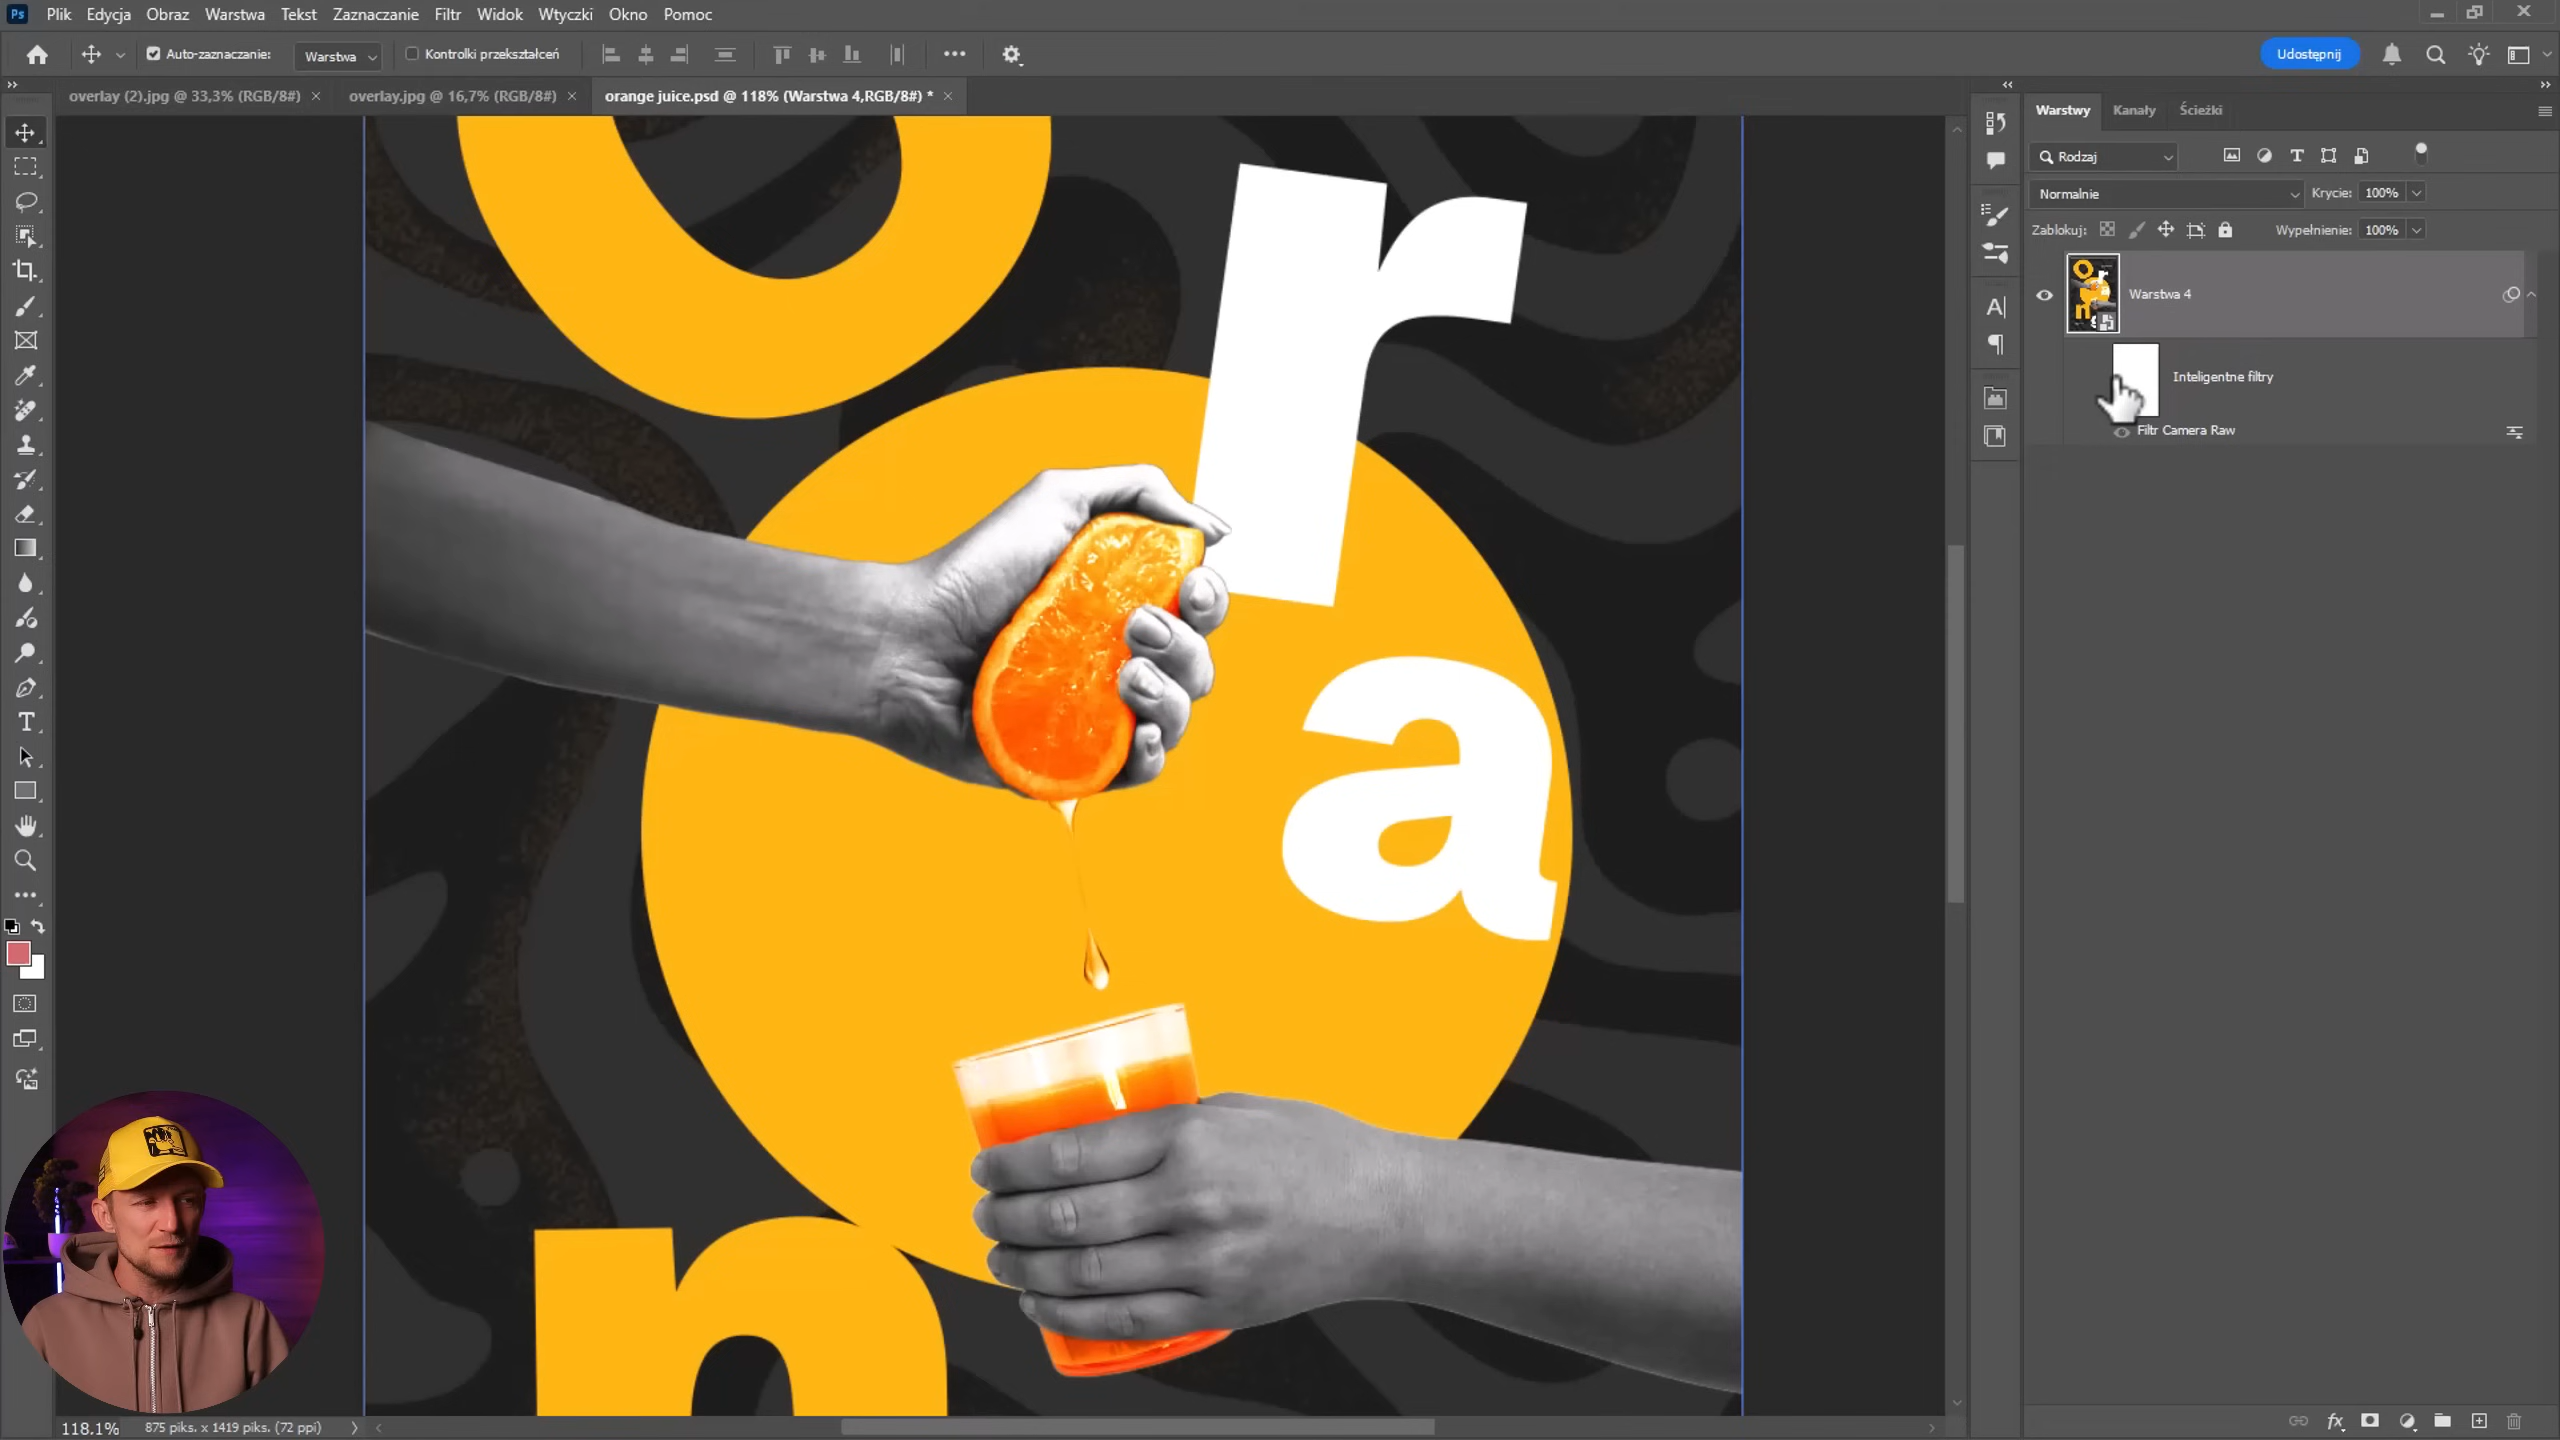 Ps Plik Edycja Obraz Warstwa Tekst Zaznaczanie Filtr Widok Wtyczki Okno Pomoc
Auto-zaznaczanie: Warstwa Kontrolki przekształceń Udostępnij
overlay (2).jpg @ 33,3% (RGB/8#) × overlay.jpg @ 16,7% (RGB/8#) × orange juice.psd @ 118% (Warstwa 4,RGB/8#) * ×
Warstwy Kanały Ścieżki
Rodzaj
Normalnie Krycie: 100%
Zablokuj: Wypełnienie: 100%
Warstwa 4
Inteligentne filtry
Filtr Camera Raw
o
r
a
n
118.1% 875 piks. x 1419 piks. (72 ppi)
fx